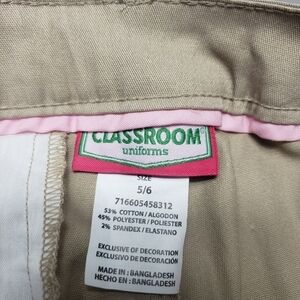 CLASSROOM
uniforms
SIZE
5/6
716605458312
53% COTTON / ALGODON
45% POLYESTER / POLIESTER
2% SPANDEX / ELASTANO
EXCLUSIVE OF DECORATION
EXCLUSIVO DE DECORACIÓN
MADE IN : BANGLADESH
HECHO EN : BANGLADESH